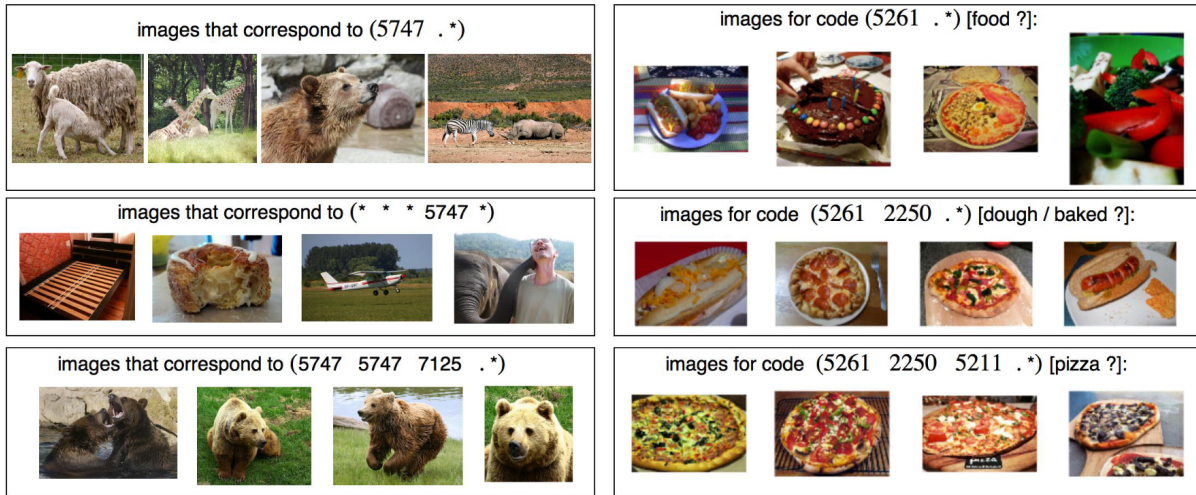 images that correspond to (5747 . *)
images that correspond to (* * * 5747 *)
images that correspond to (5747 5747 7125 . *)
images for code (5261 . *) [food ?]:
images for code (5261 2250 . *) [dough / baked ?]:
images for code (5261 2250 5211 . *) [pizza ?]:
pizza